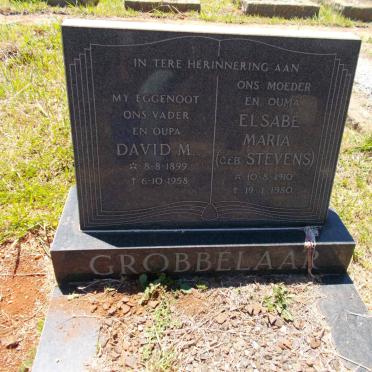 IN TERE HERINNERING AAN
MY EGGENOOT
ONS VADER
EN OUPA
DAVID M.
☆ 8-8-1899
† 6-10-1958
ONS MOEDER
EN OUMA
ELSABÉ
MARIA
(GEB. STEVENS)
☆ 10-8-1910
† 19-1-1980
GROBBELAAR